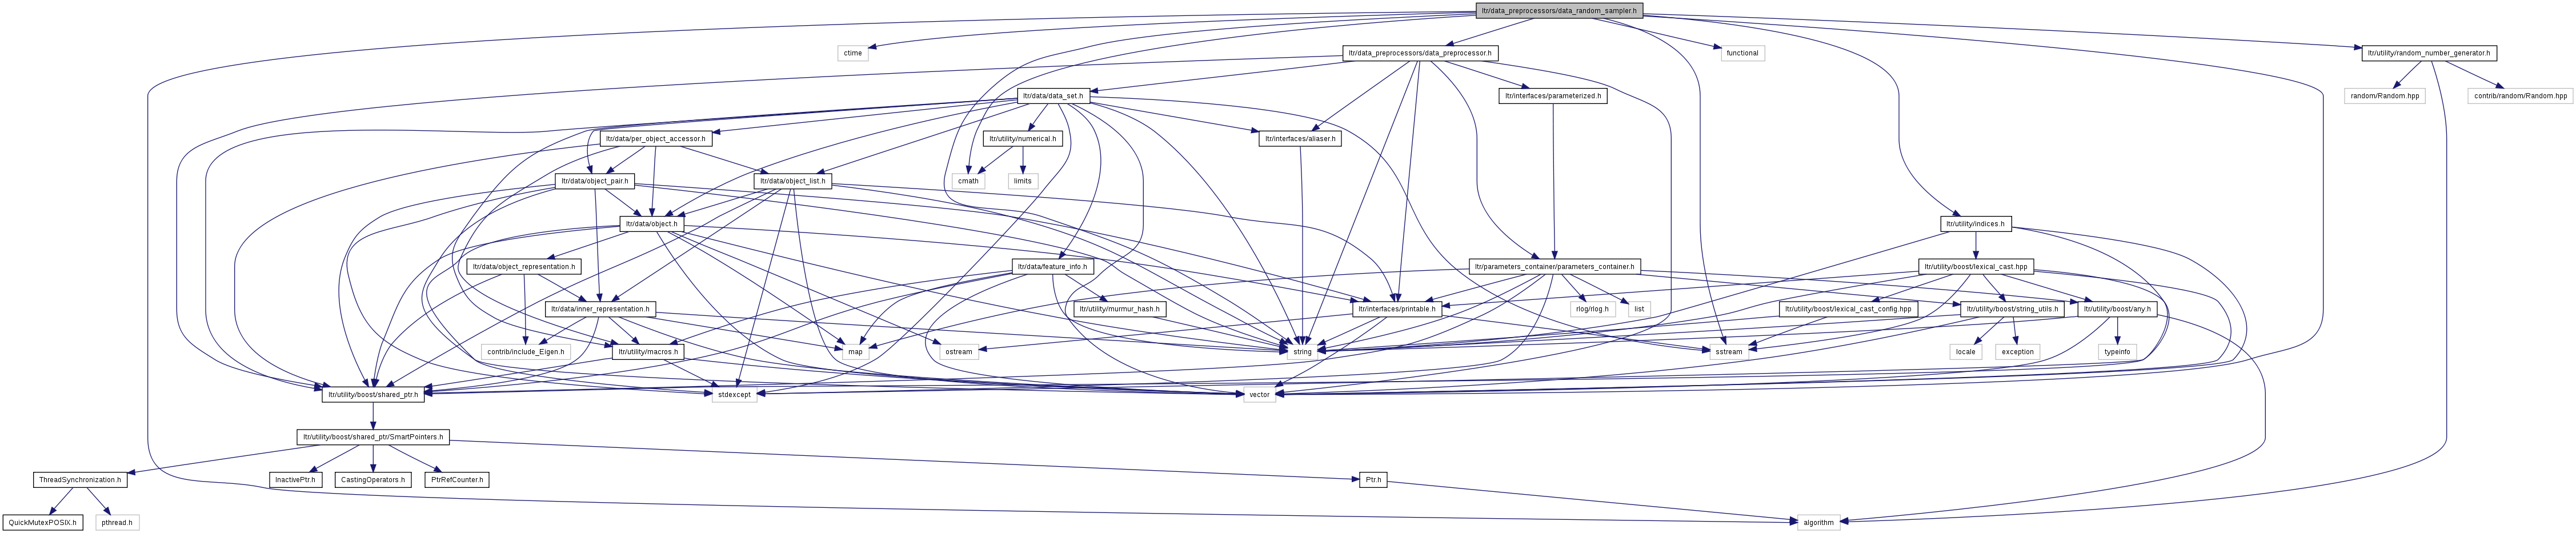 ltr/data_preprocessors/data_random_sampler.h
ctime
ltr/data_preprocessors/data_preprocessor.h
functional
ltr/utility/random_number_generator.h
ltr/data/data_set.h
ltr/interfaces/parameterized.h
random/Random.hpp
contrib/random/Random.hpp
ltr/data/per_object_accessor.h
ltr/utility/numerical.h
ltr/interfaces/aliaser.h
ltr/data/object_pair.h
ltr/data/object_list.h
cmath
limits
ltr/data/object.h
ltr/utility/indices.h
ltr/data/object_representation.h
ltr/data/feature_info.h
ltr/parameters_container/parameters_container.h
ltr/utility/boost/lexical_cast.hpp
ltr/data/inner_representation.h
ltr/utility/murmur_hash.h
ltr/interfaces/printable.h
rlog/rlog.h
list
ltr/utility/boost/lexical_cast_config.hpp
ltr/utility/boost/string_utils.h
ltr/utility/boost/any.h
contrib/include_Eigen.h
ltr/utility/macros.h
map
ostream
string
sstream
locale
exception
typeinfo
ltr/utility/boost/shared_ptr.h
stdexcept
vector
ltr/utility/boost/shared_ptr/SmartPointers.h
ThreadSynchronization.h
InactivePtr.h
CastingOperators.h
PtrRefCounter.h
Ptr.h
QuickMutexPOSIX.h
pthread.h
algorithm